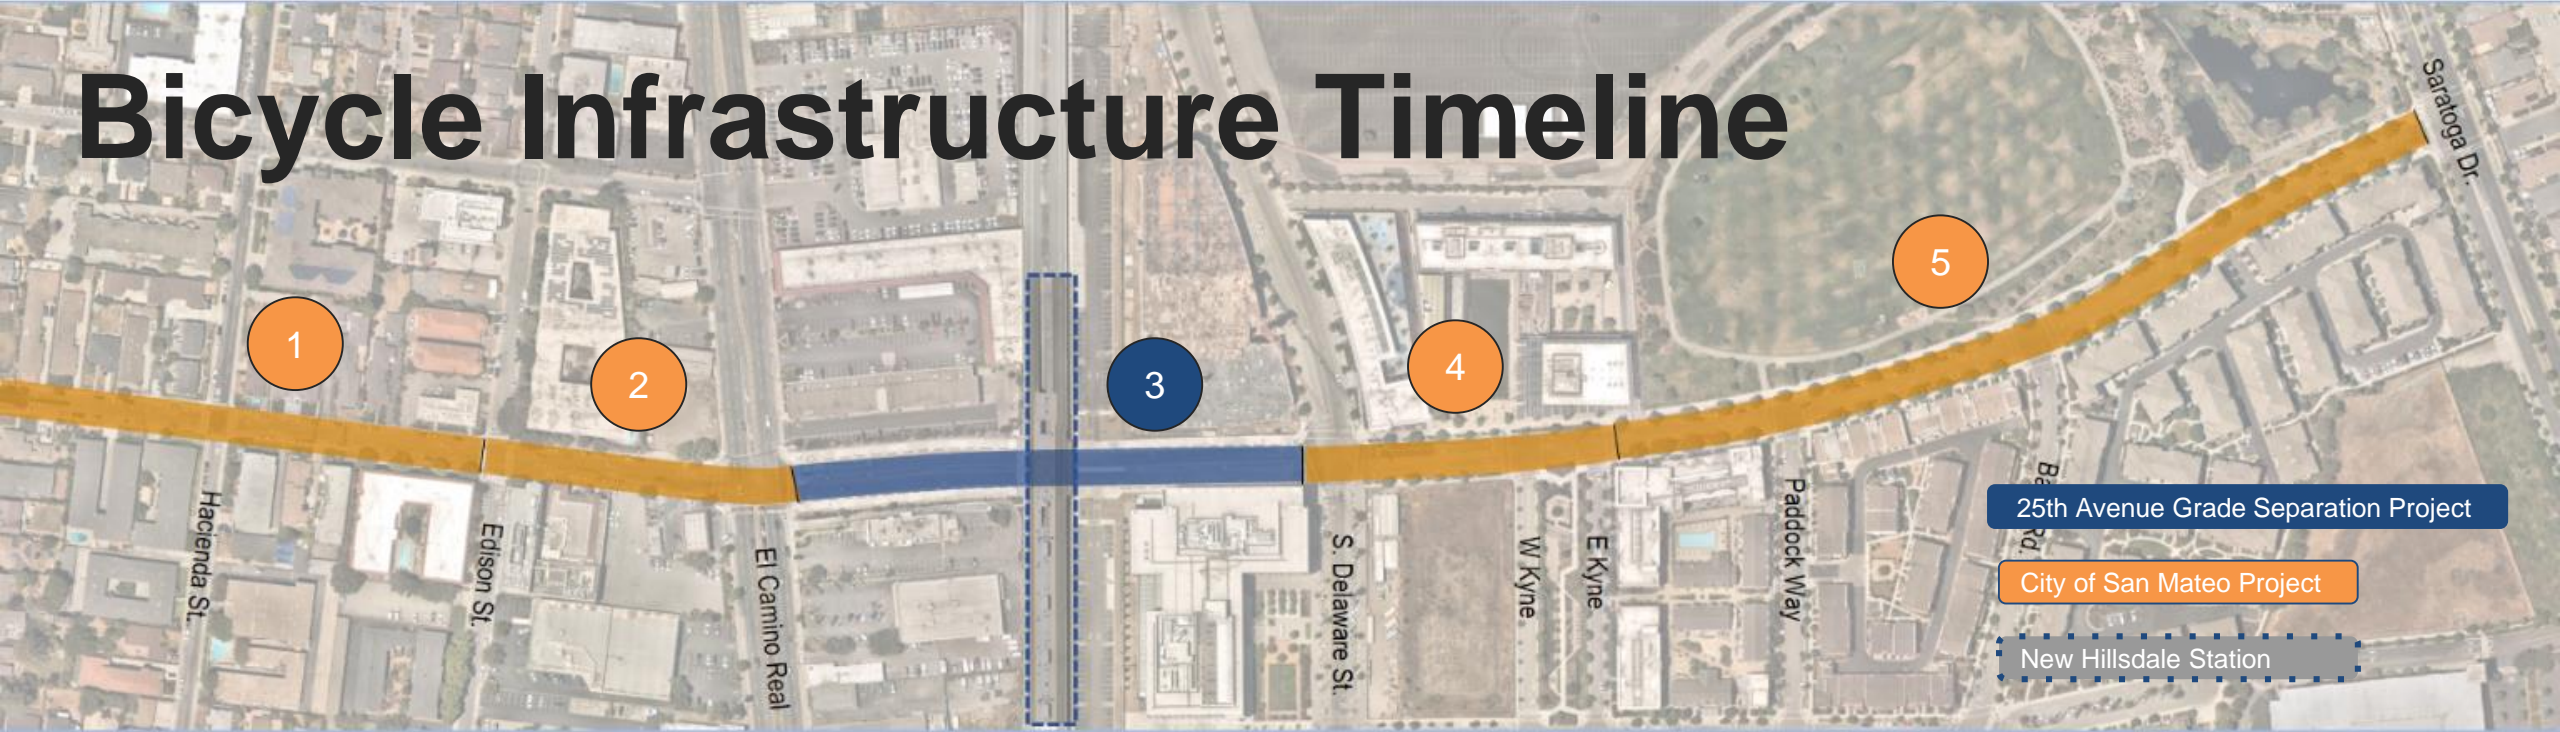 Bicycle Infrastructure Timeline
Saratoga Dr.
1
2
3
4
5
Hacienda St.
Edison St.
El Camino Real
S. Delaware St.
W Kyne
E Kyne
Paddock Way
25th Avenue Grade Separation Project
City of San Mateo Project
New Hillsdale Station